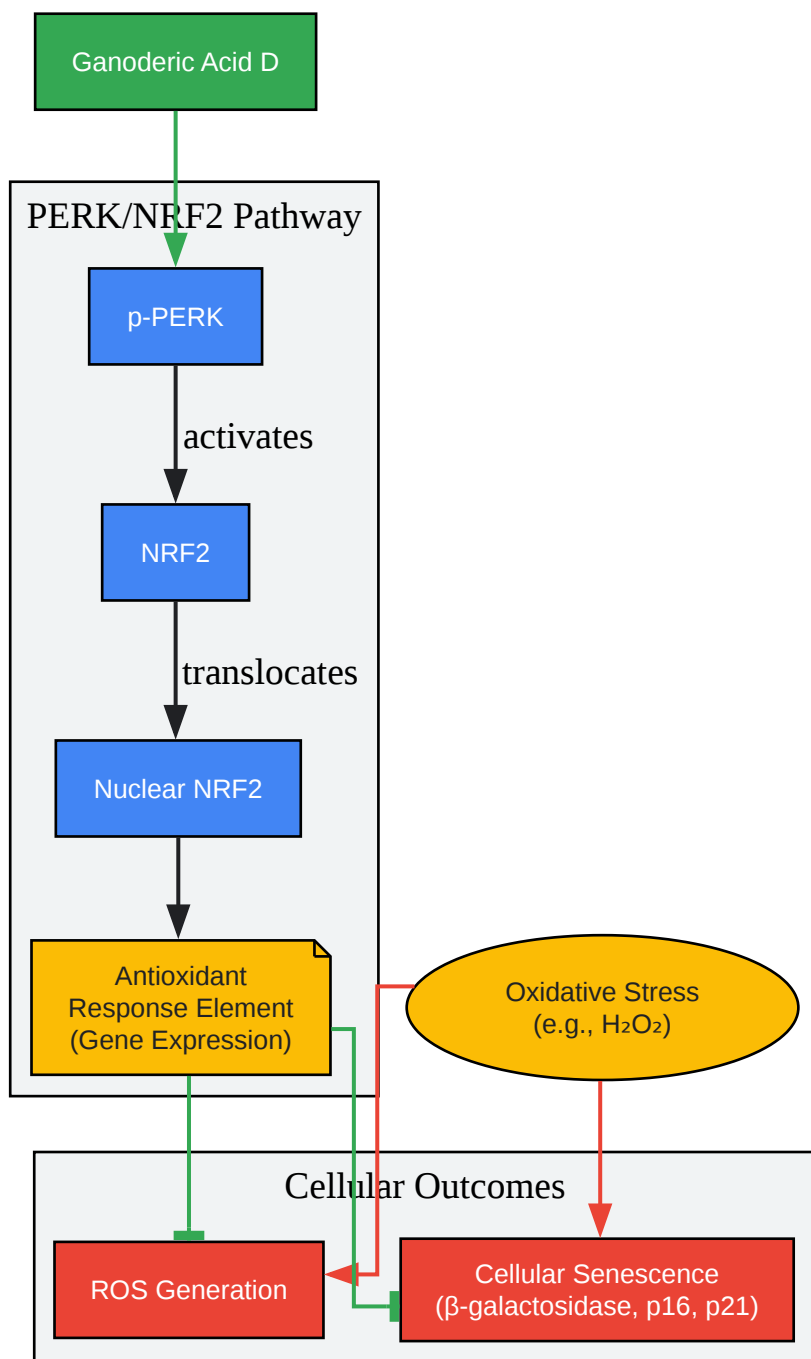 Ganoderic Acid D
PERK/NRF2 Pathway
p-PERK
activates
NRF2
translocates
Nuclear NRF2
Antioxidant
Response Element
(Gene Expression)
Oxidative Stress
(e.g., H₂O₂)
Cellular Outcomes
ROS Generation
Cellular Senescence
(β-galactosidase, p16, p21)